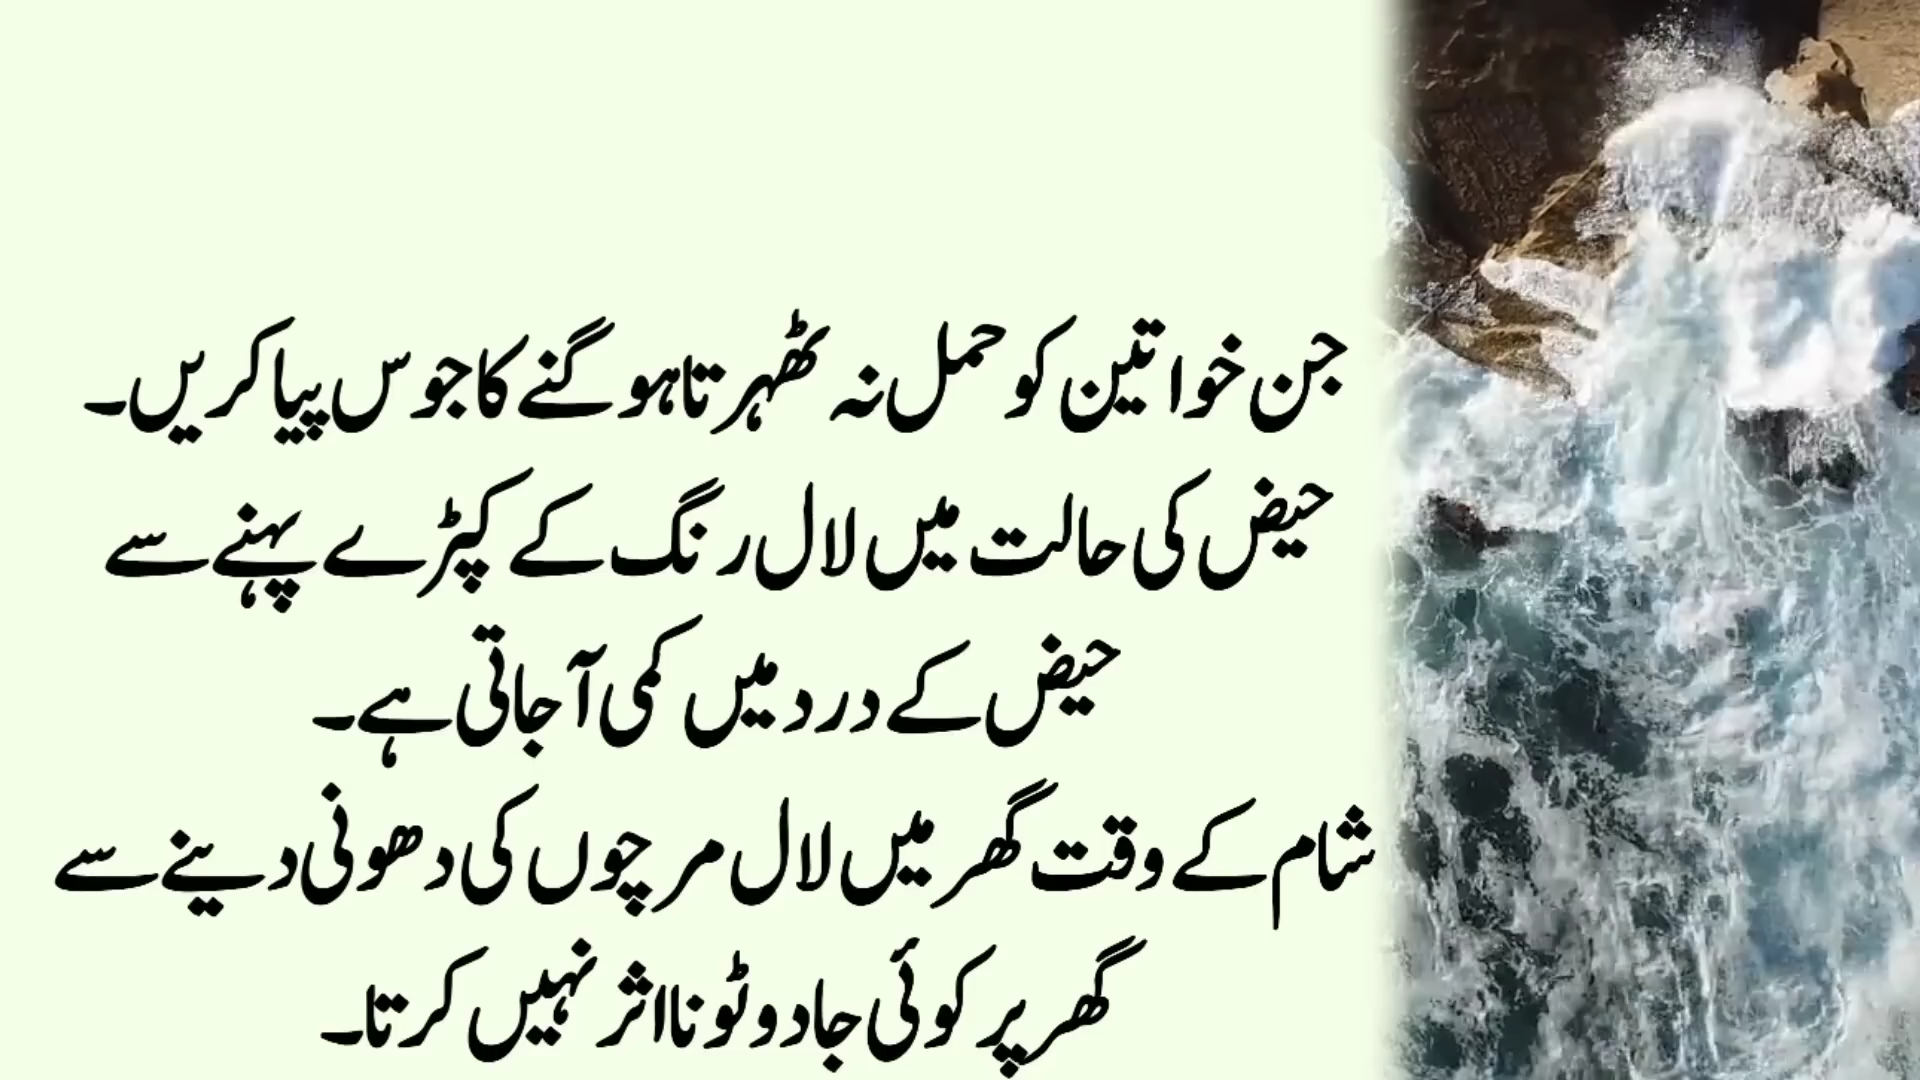 جن خواتین کو حمل نہ ٹھہرتا ہو گنے کا جوس پیا کریں۔
حیض کی حالت میں لال رنگ کے کپڑے پہنے سے
حیض کے درد میں کمی آجاتی ہے۔
شام کے وقت گھر میں لال مرچوں کی دھونی دینے سے
گھر پر کوئی جادو ٹونا اثر نہیں کرتا۔